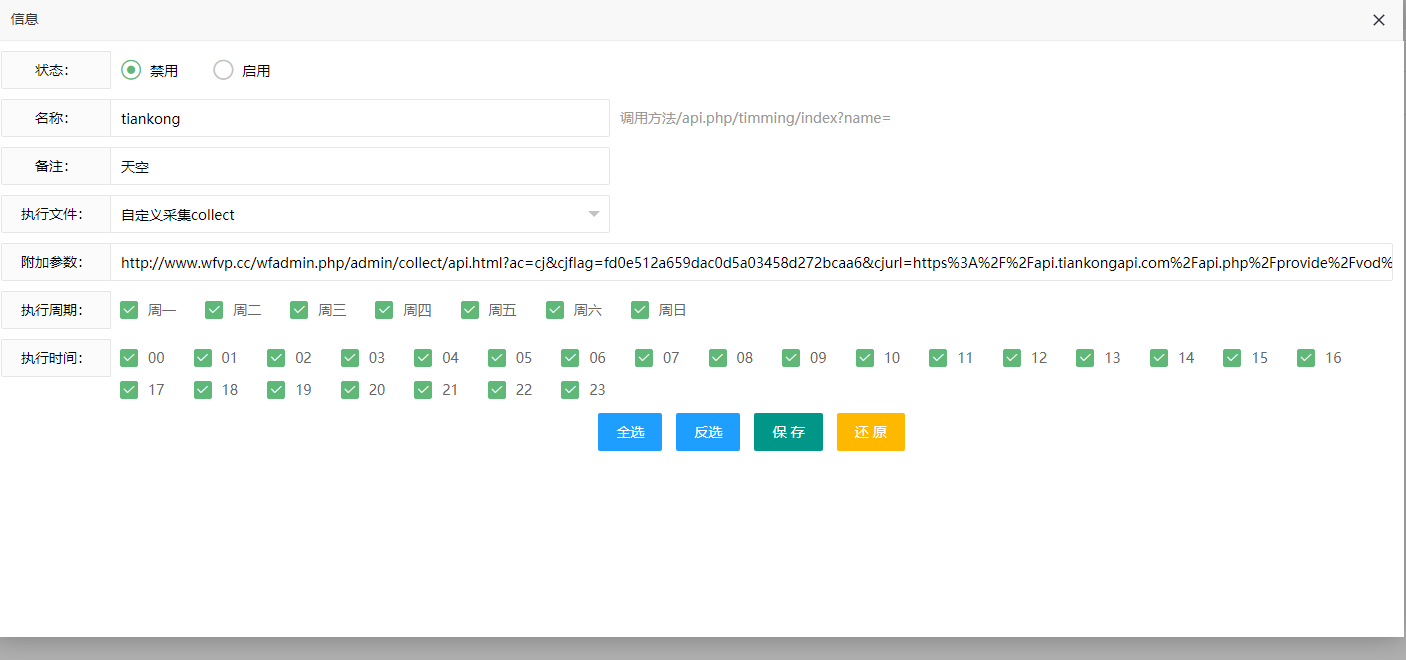 信息
状态： 禁用 启用
名称： tiankong 调用方法/api.php/timming/index?name=
备注： 天空
执行文件： 自定义采集collect
附加参数： http://www.wfvp.cc/wfadmin.php/admin/collect/api.html?ac=cj&cjflag=fd0e512a659dac0d5a03458d272bcaa6&cjurl=https%3A%2F%2Fapi.tiankongapi.com%2Fapi.php%2Fprovide%2Fvod%
执行周期： 周一 周二 周三 周四 周五 周六 周日
执行时间： 00 01 02 03 04 05 06 07 08 09 10 11 12 13 14 15 16
17 18 19 20 21 22 23
全选 反选 保 存 还 原